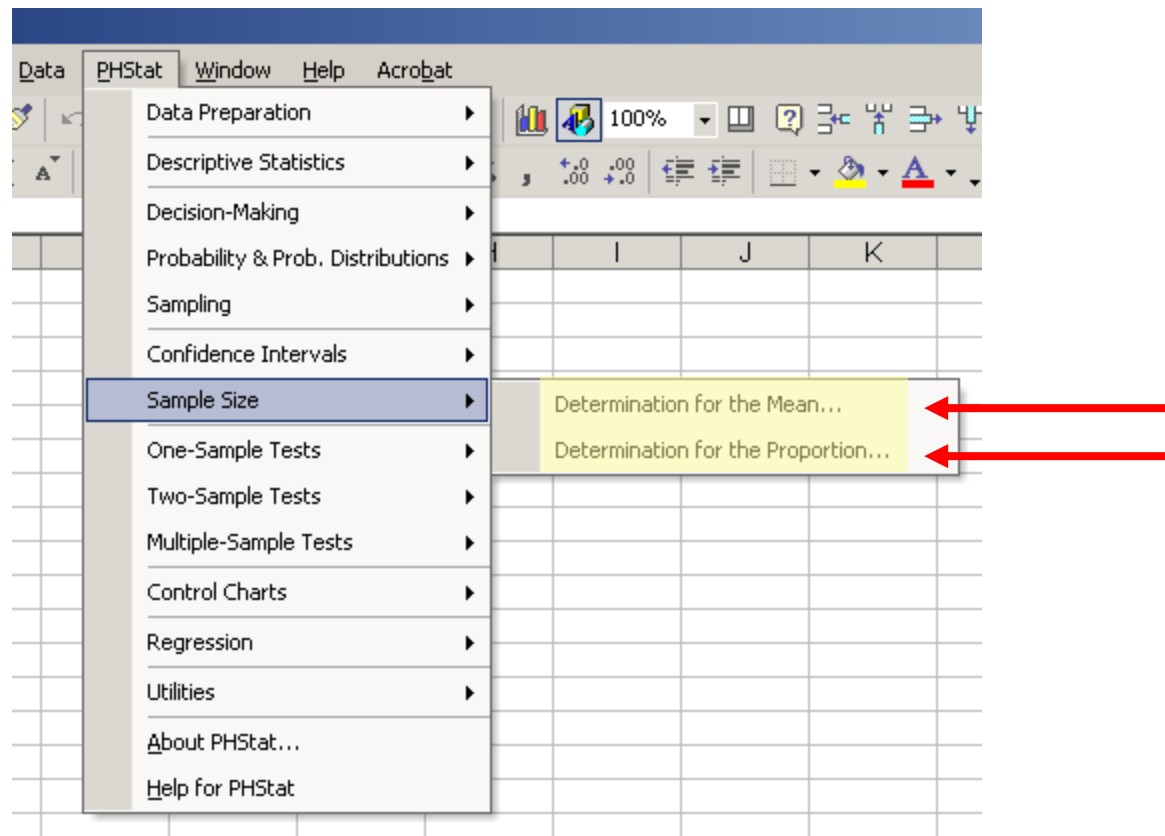 Data PHStat Window Help Acrobat
Data Preparation
100%
Descriptive Statistics
Decision-Making
Probability & Prob. Distributions
I J K
Sampling
Confidence Intervals
Sample Size
Determination for the Mean...
Determination for the Proportion...
One-Sample Tests
Two-Sample Tests
Multiple-Sample Tests
Control Charts
Regression
Utilities
About PHStat...
Help for PHStat